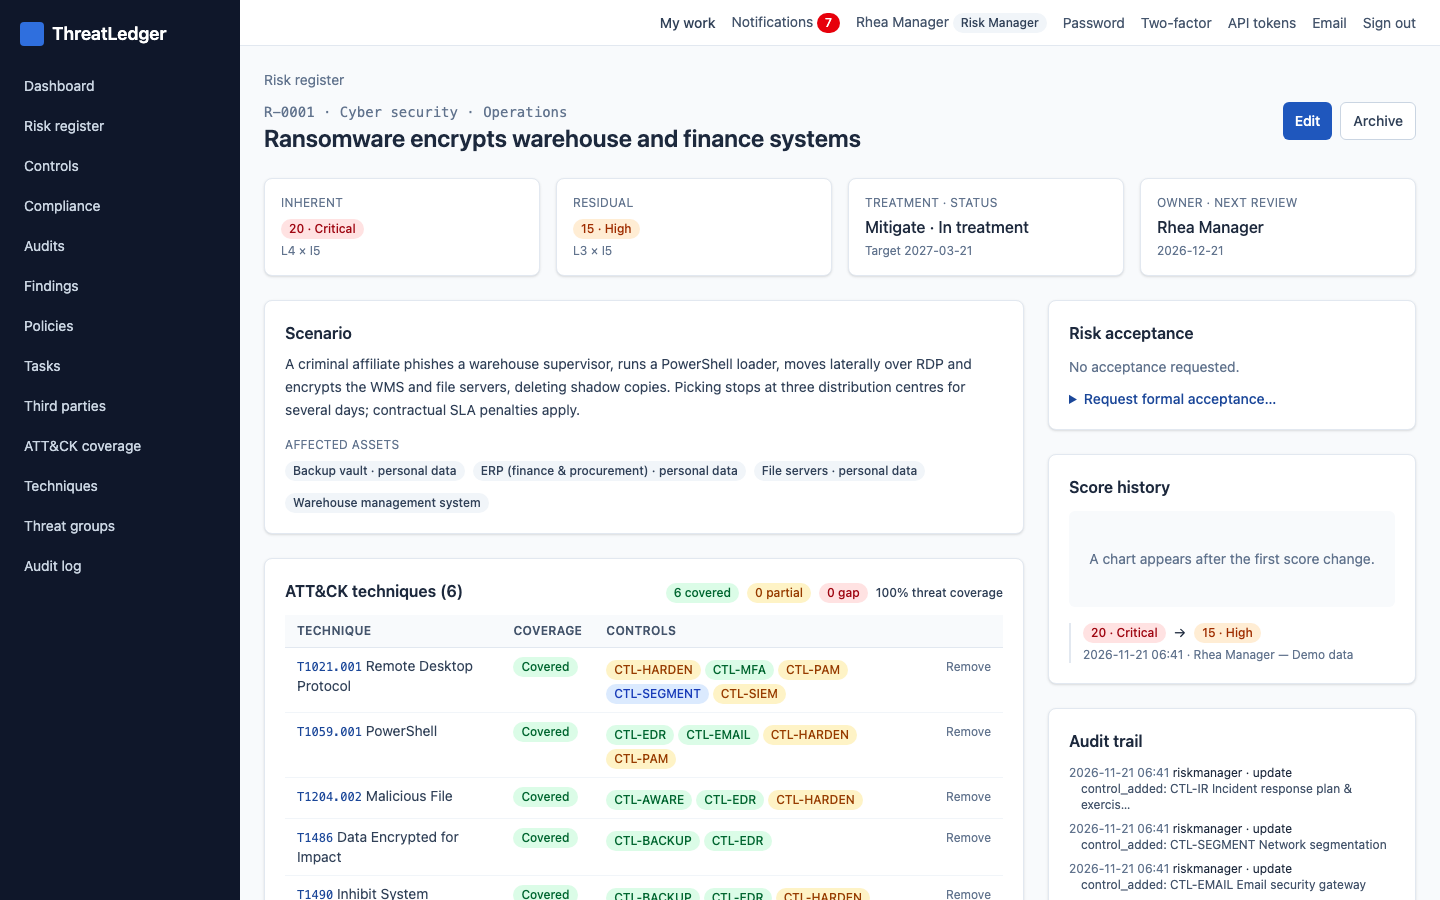 ThreatLedger
Dashboard
Risk register
Controls
Compliance
Audits
Findings
Policies
Tasks
Third parties
ATT&CK coverage
Techniques
Threat groups
Audit log
My work Notifications 7 Rhea Manager Risk Manager Password Two-factor API tokens Email Sign out
Risk register
R-0001 · Cyber security · Operations
Ransomware encrypts warehouse and finance systems
Edit Archive
INHERENT
20 · Critical
L4 × I5
RESIDUAL
15 · High
L3 × I5
TREATMENT · STATUS
Mitigate · In treatment
Target 2027-03-21
OWNER · NEXT REVIEW
Rhea Manager
2026-12-21
Scenario
A criminal affiliate phishes a warehouse supervisor, runs a PowerShell loader, moves laterally over RDP and
encrypts the WMS and file servers, deleting shadow copies. Picking stops at three distribution centres for
several days; contractual SLA penalties apply.
AFFECTED ASSETS
Backup vault · personal data ERP (finance & procurement) · personal data File servers · personal data
Warehouse management system
ATT&CK techniques (6) 6 covered 0 partial 0 gap 100% threat coverage
TECHNIQUE COVERAGE CONTROLS
T1021.001 Remote Desktop Covered CTL-HARDEN CTL-MFA CTL-PAM Remove
Protocol CTL-SEGMENT CTL-SIEM
T1059.001 PowerShell Covered CTL-EDR CTL-EMAIL CTL-HARDEN Remove
CTL-PAM
T1204.002 Malicious File Covered CTL-AWARE CTL-EDR CTL-HARDEN Remove
T1486 Data Encrypted for Covered CTL-BACKUP CTL-EDR Remove
Impact
T1490 Inhibit System Covered CTL-BACKUP CTL-EDR CTL-HARDEN Remove
Risk acceptance
No acceptance requested.
Request formal acceptance...
Score history
A chart appears after the first score change.
20 · Critical → 15 · High
2026-11-21 06:41 · Rhea Manager — Demo data
Audit trail
2026-11-21 06:41 riskmanager · update
control_added: CTL-IR Incident response plan &
exercis...
2026-11-21 06:41 riskmanager · update
control_added: CTL-SEGMENT Network segmentation
2026-11-21 06:41 riskmanager · update
control_added: CTL-EMAIL Email security gateway